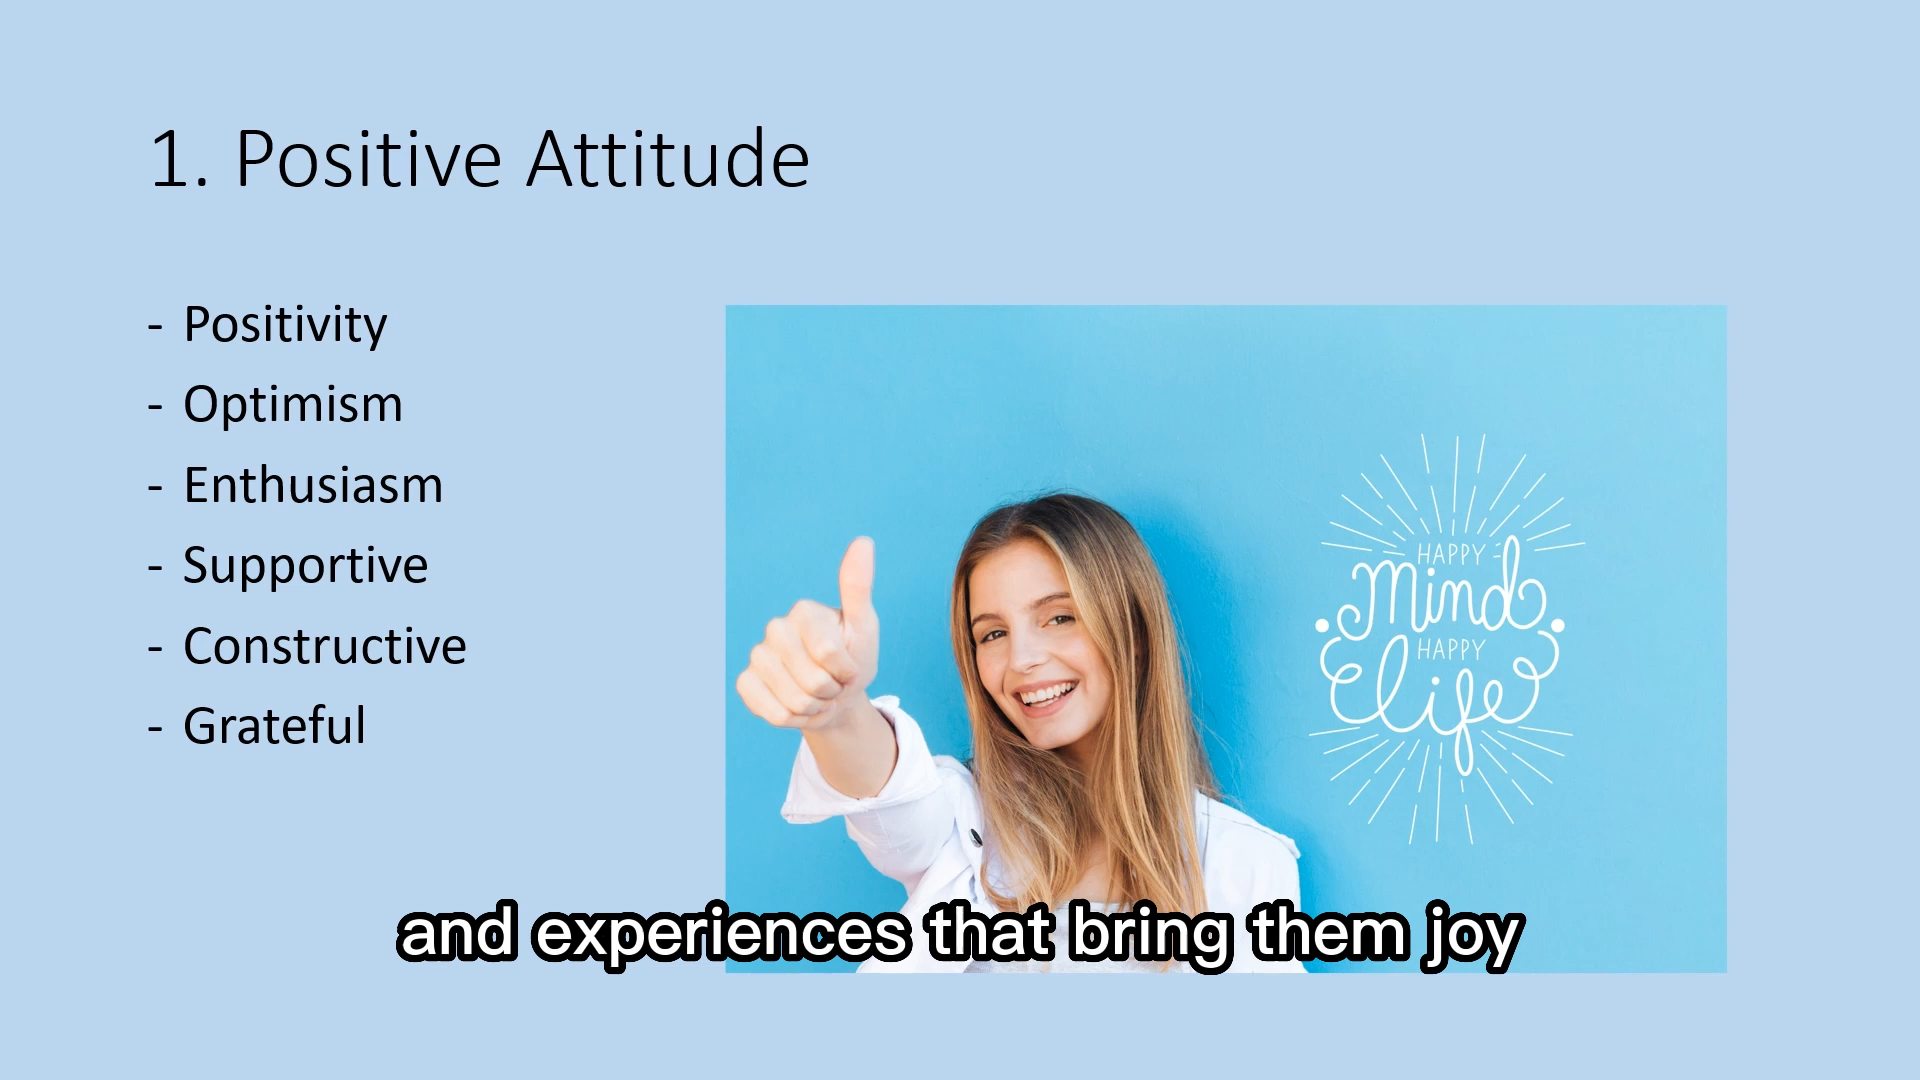 1. Positive Attitude
- Positivity
- Optimism
- Enthusiasm
- Supportive
- Constructive
- Grateful
HAPPY
Mind
HAPPY
life
and experiences that bring them joy